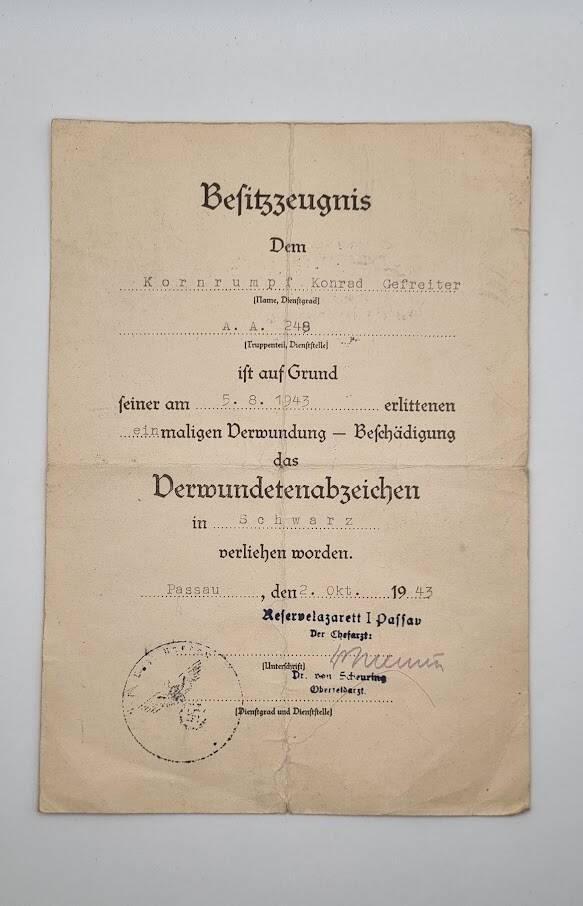 Besitzzeugnis
Dem
Kornrumpf Konrad Gefreiter
(Name, Dienstgrad)
A. A. 248
(Truppenteil, Dienststelle)
ist auf Grund
seiner am 5. 8. 1943 erlittenen
einmaligen Verwundung – Beschädigung
das
Verwundetenabzeichen
in Schwarz
verliehen worden.
Passau, den 2. Okt. 1943
Reservelazarett I Passau
Der Chefarzt:
(Unterschrift)
Dr. von Scheuring
Oberfeldarzt.
(Dienstgrad und Dienststelle)